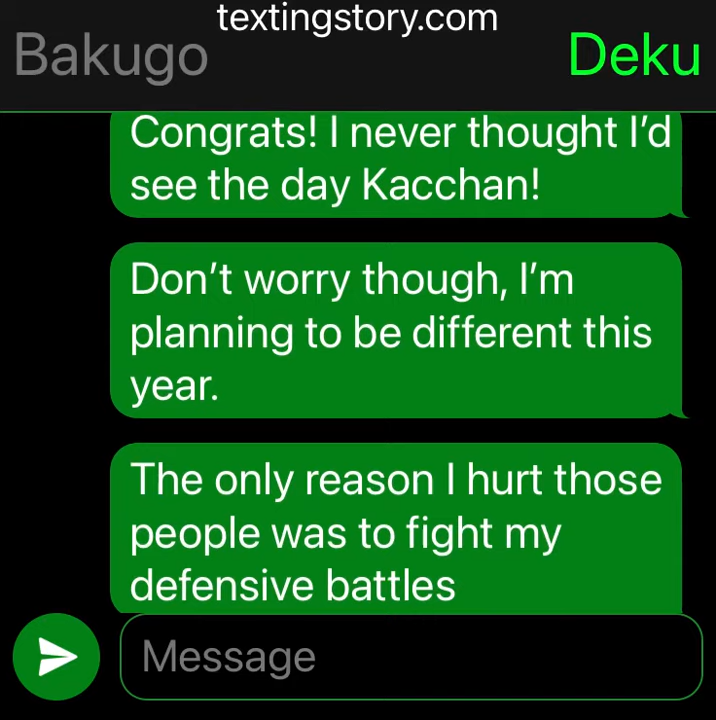 textingstory.com
Bakugo
Deku
Congrats! I never thought I’d
see the day Kacchan!
Don’t worry though, I’m
planning to be different this
year.
The only reason I hurt those
people was to fight my
defensive battles
Message